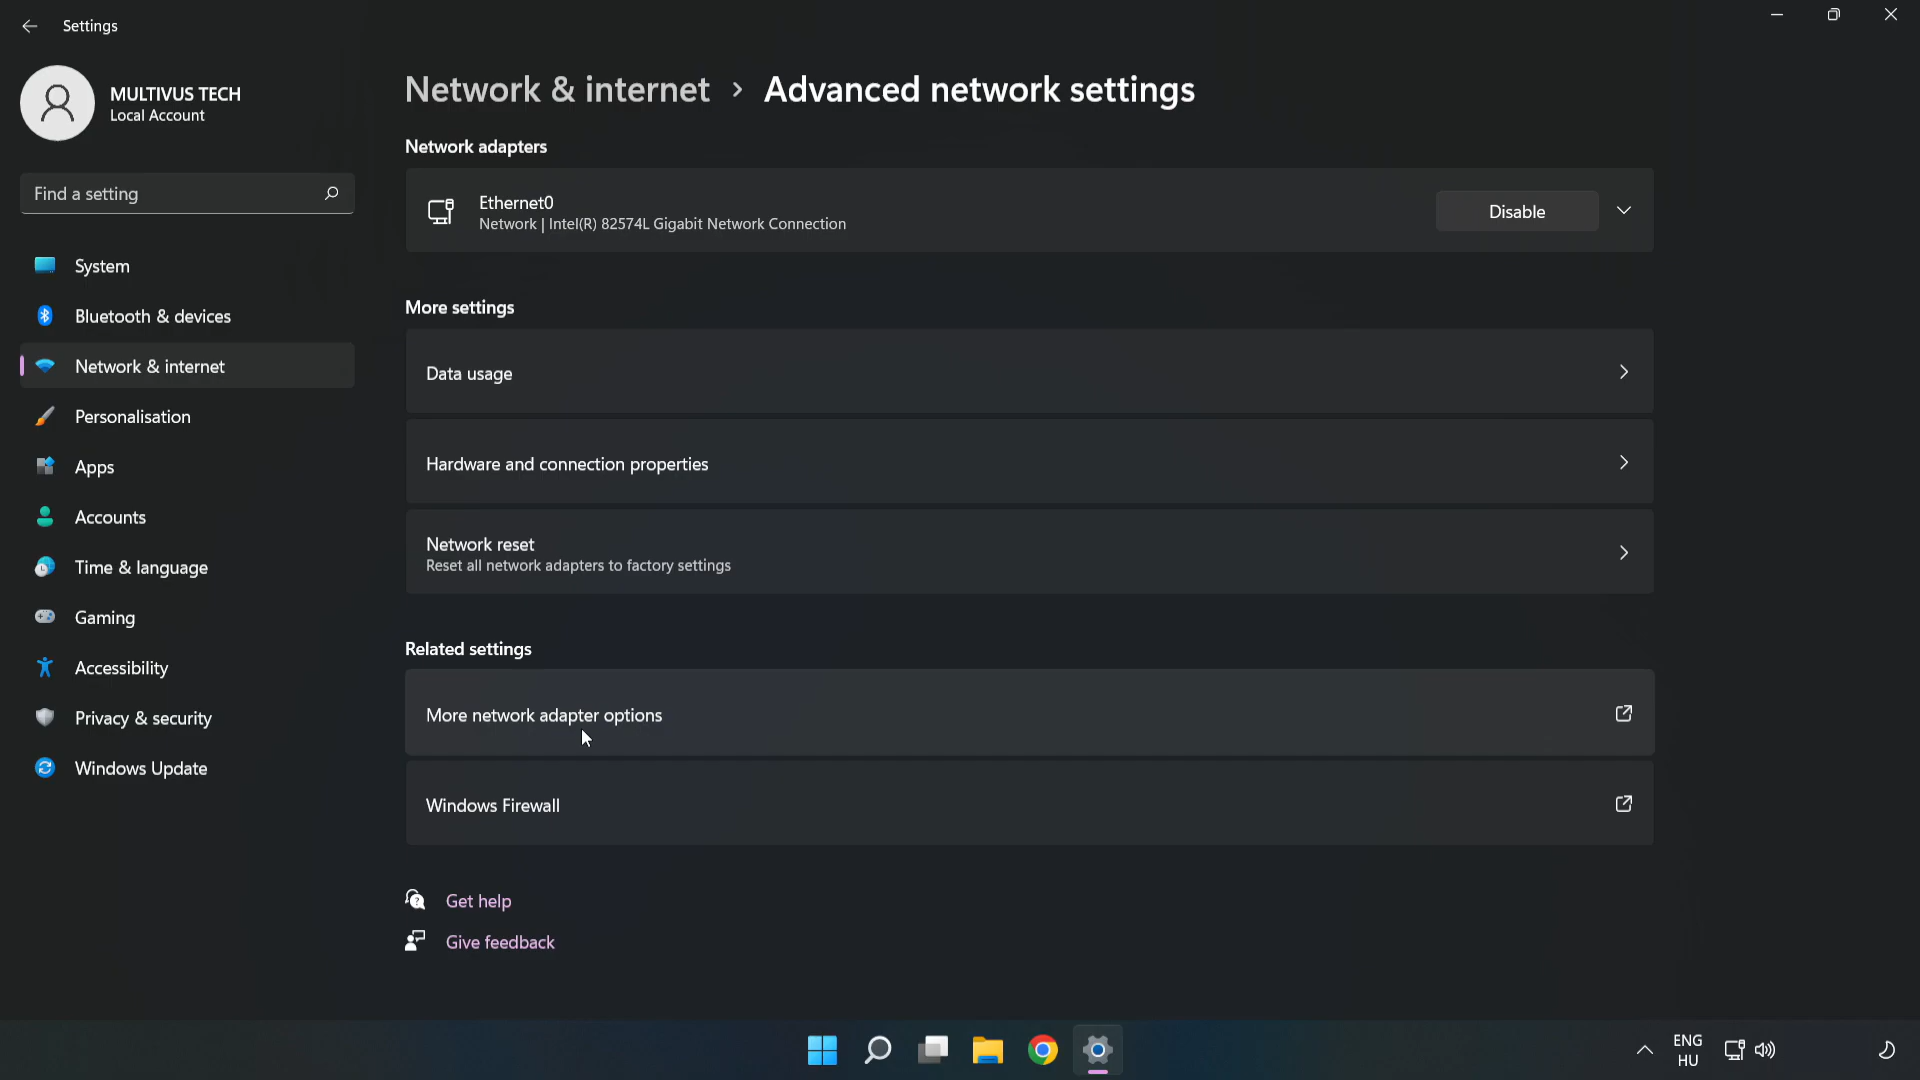 Settings
MULTIVUS TECH
Local Account
Find a setting
System
Bluetooth & devices
Network & internet
Personalisation
Apps
Accounts
Time & language
Gaming
Accessibility
Privacy & security
Windows Update
Network & internet > Advanced network settings
Network adapters
Ethernet0
Network | Intel(R) 82574L Gigabit Network Connection
Disable
More settings
Data usage
Hardware and connection properties
Network reset
Reset all network adapters to factory settings
Related settings
More network adapter options
Windows Firewall
Get help
Give feedback
ENG
HU